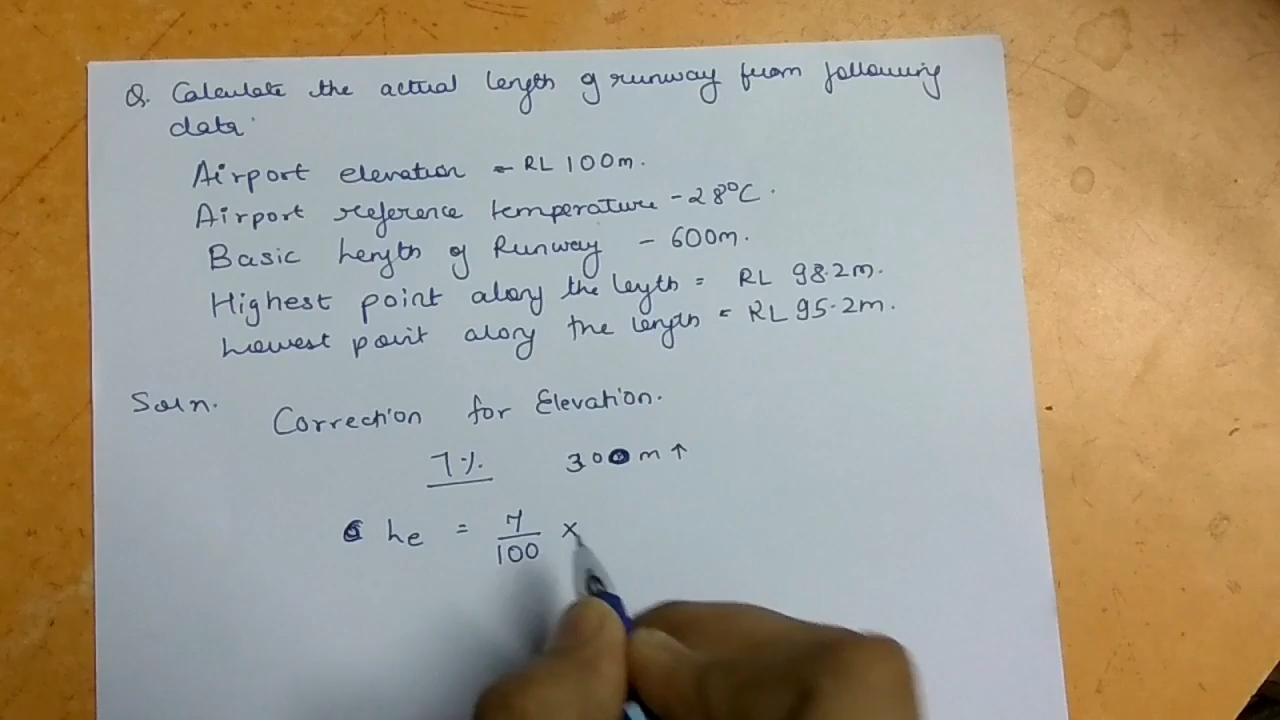 Q. Calculate the actual length of runway from following
data.
Airport elevation - RL 100m.
Airport reference temperature - 28°C.
Basic Length of Runway - 600m.
Highest point along the length = RL 98.2m.
Lowest point along the length = RL 95.2m.
Soln. Correction for Elevation.
7% 300m ↑
he = 7/100 ×